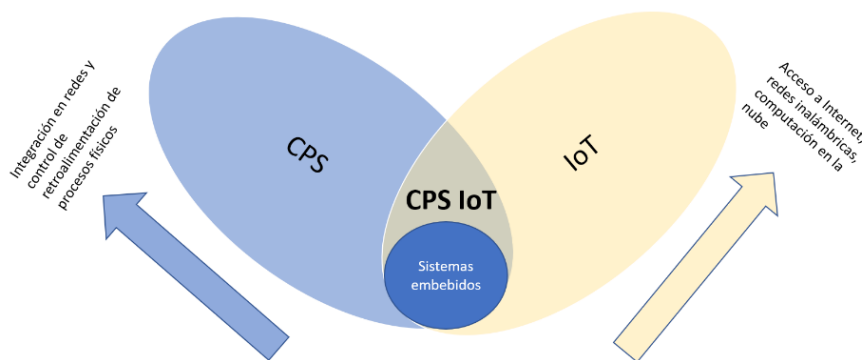 Integración en redes y
control de
retroalimentación de
procesos físicos
CPS
CPS IoT
Sistemas
embebidos
IoT
Acceso a Internet,
redes inalámbricas,
computación en la
nube